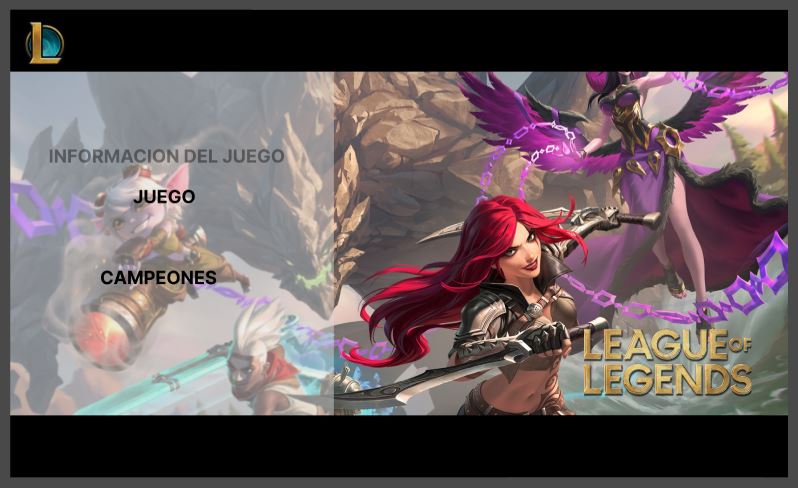 INFORMACION DEL JUEGO
JUEGO
CAMPEONES
LEAGUE OF
LEGENDS